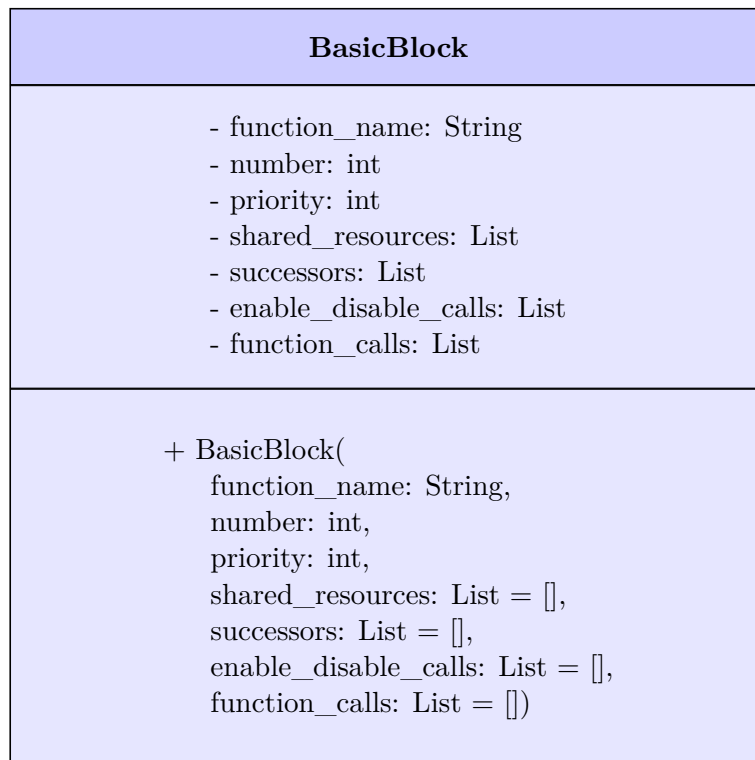 BasicBlock
- function_name: String
- number: int
- priority: int
- shared_resources: List
- successors: List
- enable_disable_calls: List
- function_calls: List
+ BasicBlock(
function_name: String,
number: int,
priority: int,
shared_resources: List = [],
successors: List = [],
enable_disable_calls: List = [],
function_calls: List = [])